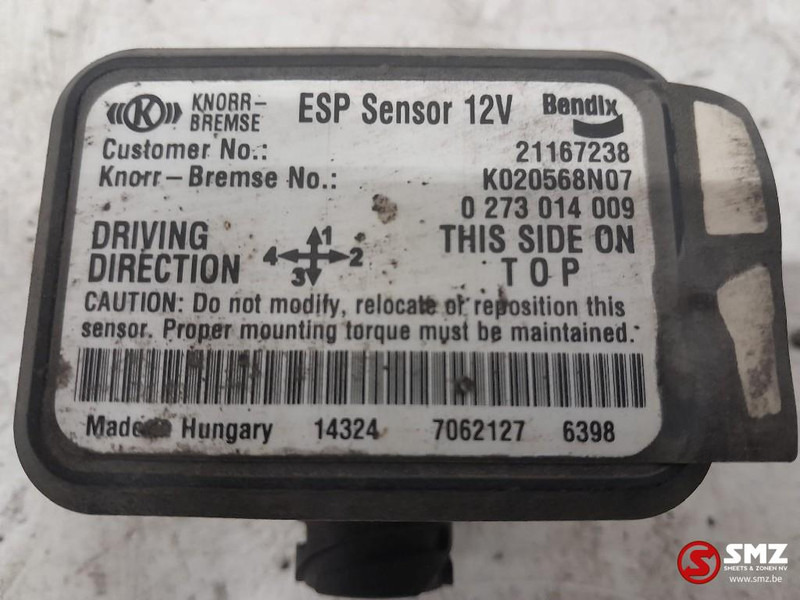 K KNORR-
BREMSE
ESP Sensor 12V
Bendix
Customer No.: 21167238
Knorr-Bremse No.: K020568N07
0 273 014 009
DRIVING
DIRECTION
1
4 2
3
THIS SIDE ON
TOP
CAUTION: Do not modify, relocate or reposition this
sensor. Proper mounting torque must be maintained.
Made Hungary 14324 7062127 6398
SMZ
SMEETS & ZONEN NV
www.smz.be